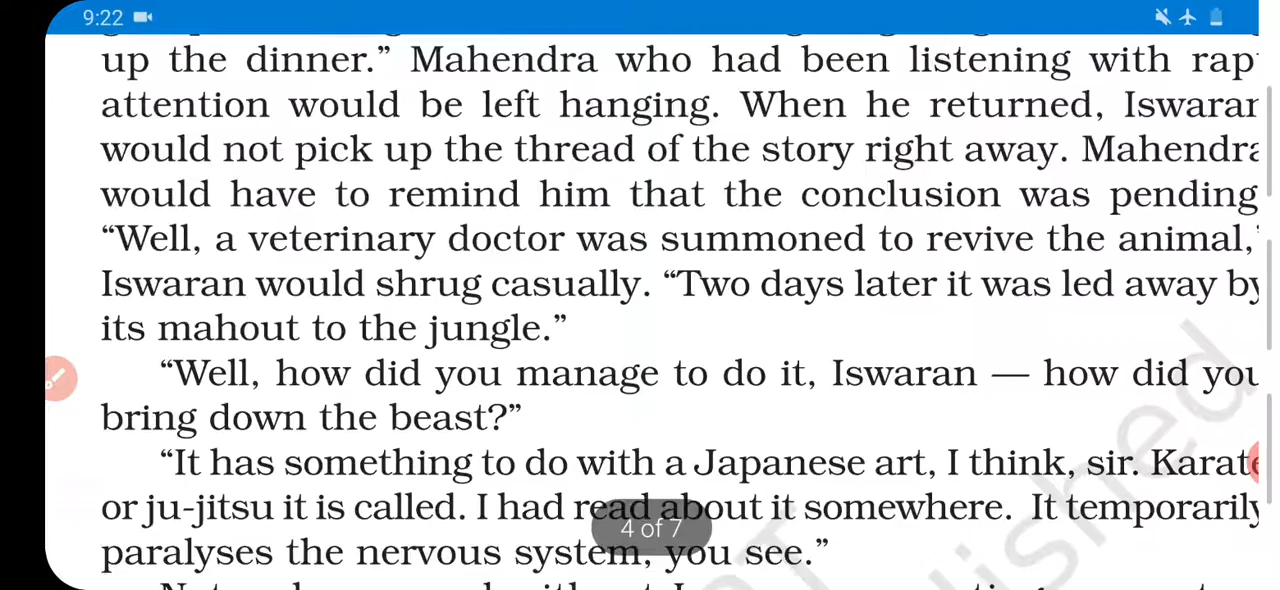 9:22
up the dinner.” Mahendra who had been listening with rap
attention would be left hanging. When he returned, Iswaran
would not pick up the thread of the story right away. Mahendra
would have to remind him that the conclusion was pending
“Well, a veterinary doctor was summoned to revive the animal,”
Iswaran would shrug casually. “Two days later it was led away by
its mahout to the jungle.”
“Well, how did you manage to do it, Iswaran — how did you
bring down the beast?”
“It has something to do with a Japanese art, I think, sir. Karate
or ju-jitsu it is called. I had read about it somewhere. It temporarily
4 of 7
paralyses the nervous system, you see.”